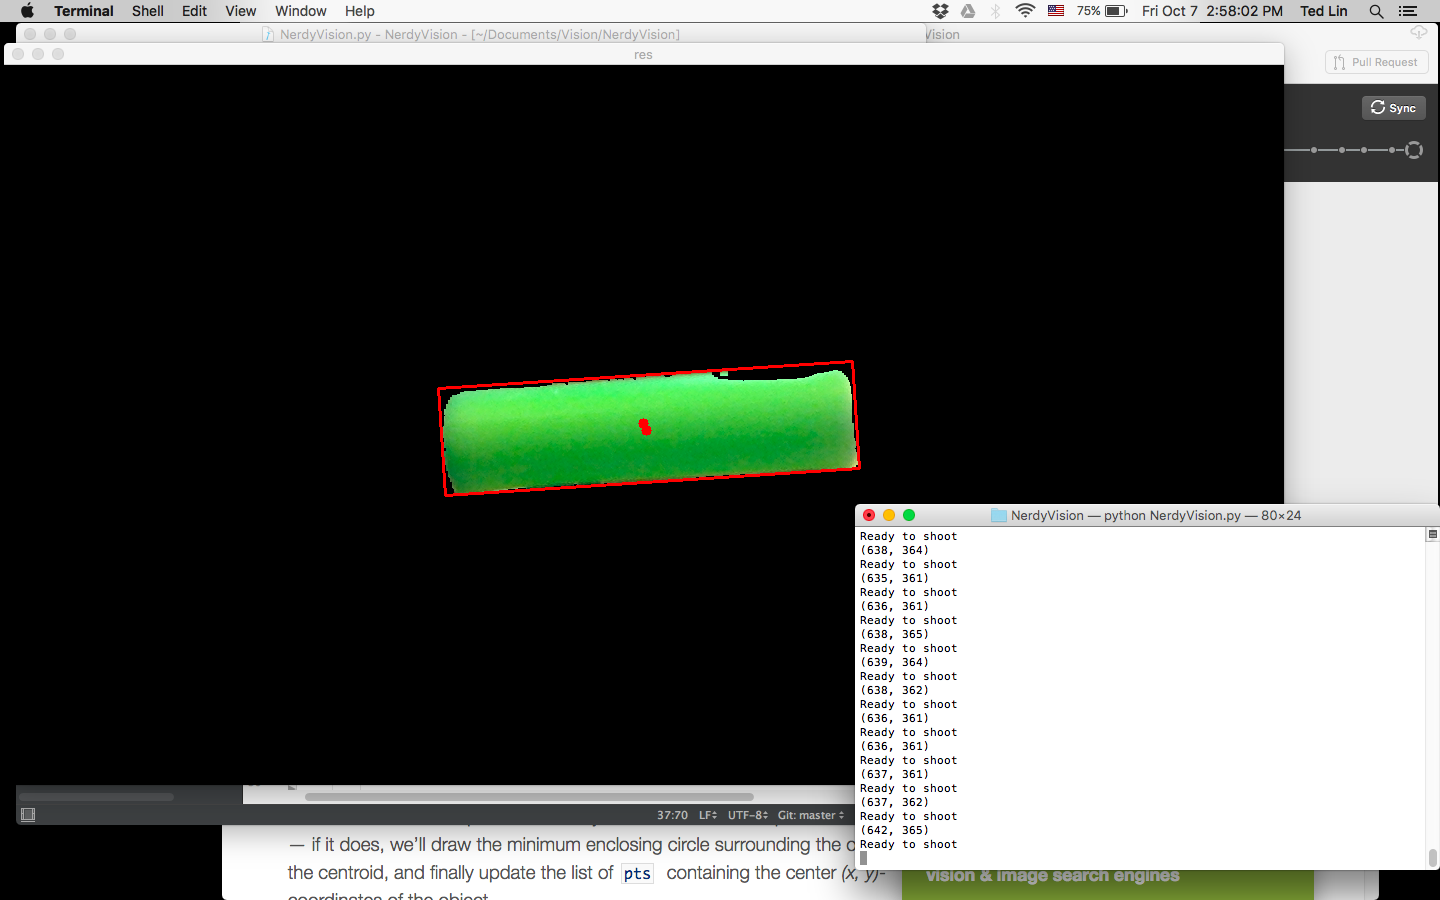 Terminal Shell Edit View Window Help 75% Fri Oct 7 2:58:02 PM Ted Lin
NerdyVision.py - NerdyVision - [~/Documents/Vision/NerdyVision]
Vision
res
Pull Request
Sync
NerdyVision — python NerdyVision.py — 80×24
Ready to shoot
(638, 364)
Ready to shoot
(635, 361)
Ready to shoot
(636, 361)
Ready to shoot
(638, 365)
Ready to shoot
(639, 364)
Ready to shoot
(638, 362)
Ready to shoot
(636, 361)
Ready to shoot
(636, 361)
Ready to shoot
(637, 361)
Ready to shoot
(637, 362)
Ready to shoot
(642, 365)
Ready to shoot
37:70 LF UTF-8 Git: master
— if it does, we'll draw the minimum enclosing circle surrounding the
the centroid, and finally update the list of pts containing the center (x, y)-
coordinates of the object
vision & image search engines